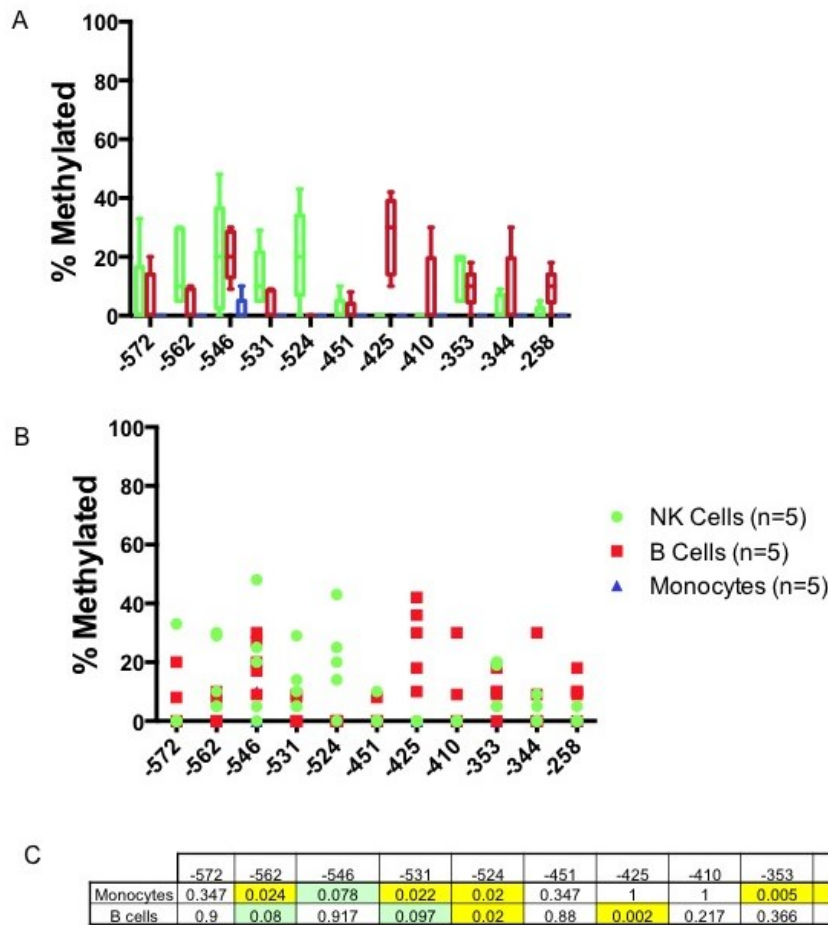 A
% Methylated
100
80
60
40
20
0
-572 -562 -546 -531 -524 -451 -425 -410 -353 -344 -258
B
% Methylated
100
80
60
40
20
0
-572 -562 -546 -531 -524 -451 -425 -410 -353 -344 -258
NK Cells (n=5)
B Cells (n=5)
Monocytes (n=5)
C
-572 -562 -546 -531 -524 -451 -425 -410 -353
Monocytes 0.347 0.024 0.078 0.022 0.02 0.347 1 1 0.005
B cells 0.9 0.08 0.917 0.097 0.02 0.88 0.002 0.217 0.366